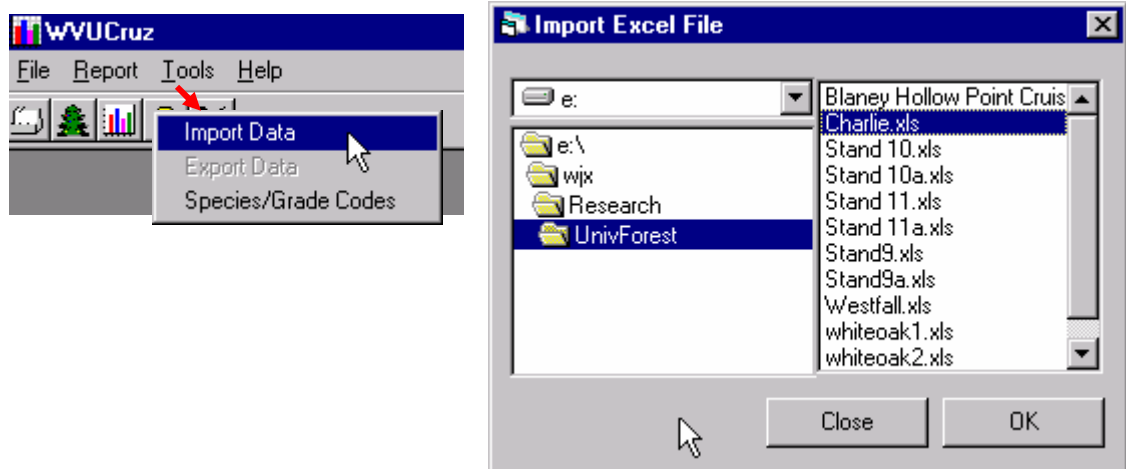 WVUCruz
File Report Tools Help
Import Data
Export Data
Species/Grade Codes
Import Excel File
e:
e:\
wjx
Research
UnivForest
Blaney Hollow Point Cruis
Charlie.xls
Stand 10.xls
Stand 10a.xls
Stand 11.xls
Stand 11a.xls
Stand9.xls
Stand9a.xls
Westfall.xls
whiteoak1.xls
whiteoak2.xls
Close OK